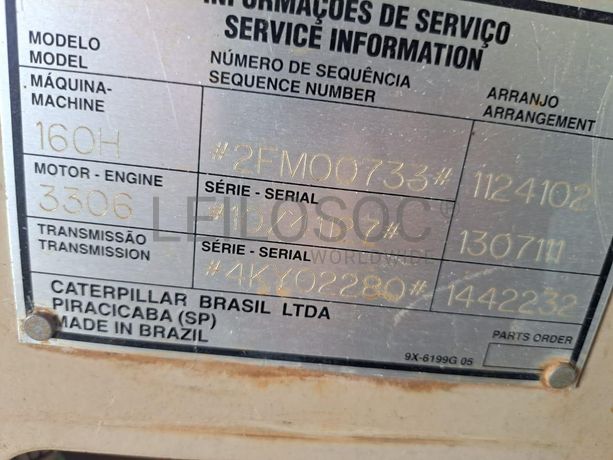 INFORMAÇÕES DE SERVIÇO
SERVICE INFORMATION
MODELO
MODEL
NÚMERO DE SEQUÊNCIA
SEQUENCE NUMBER
ARRANJO
ARRANGEMENT
MÁQUINA-
MACHINE
160H
#2FM00733#
1124102
MOTOR - ENGINE
3306
SÉRIE - SERIAL
1307111
TRANSMISSÃO
TRANSMISSION
SÉRIE - SERIAL
#4KY02280#
1442232
LEILOSOC®
WORLDWIDE
CATERPILLAR BRASIL LTDA
PIRACICABA (SP)
MADE IN BRAZIL
PARTS ORDER
9X-6199G 05